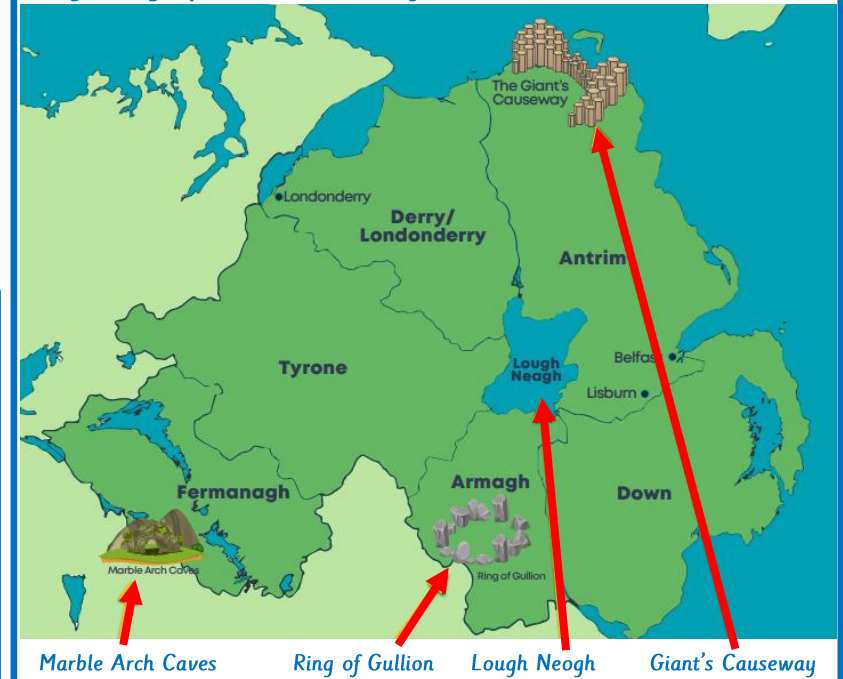 The Giant's
Causeway
Londonderry
Derry/
Londonderry
Antrim
Lough
Neagh
Belfast
Lisburn
Tyrone
Armagh
Down
Fermanagh
Marble Arch Caves
Ring of Gullion
Marble Arch Caves
Ring of Gullion
Lough Neogh
Giant's Causeway